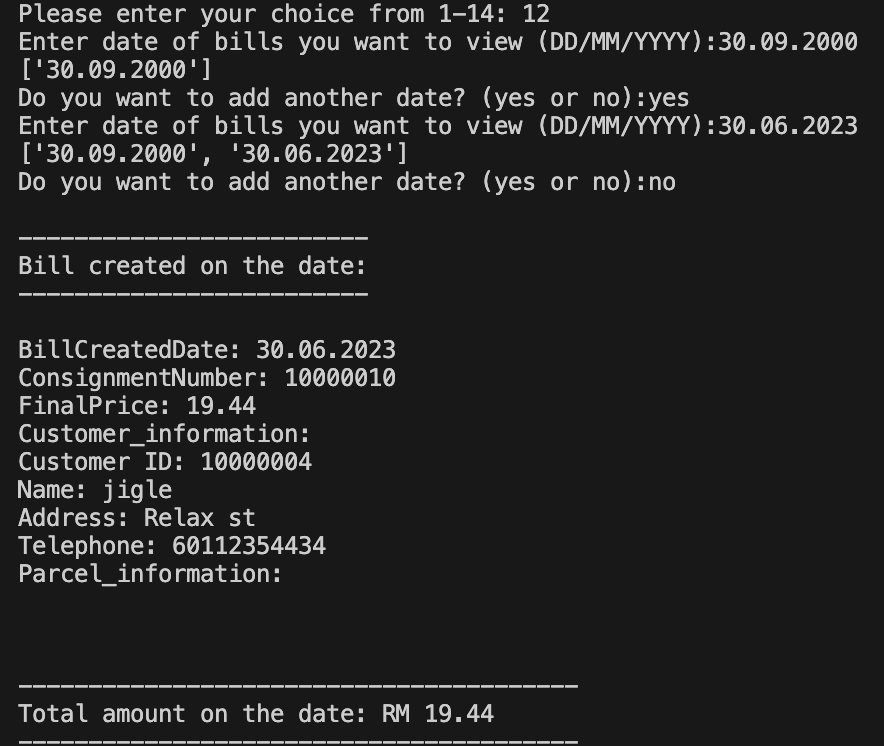 Please enter your choice from 1-14: 12
Enter date of bills you want to view (DD/MM/YYYY):30.09.2000
['30.09.2000']
Do you want to add another date? (yes or no):yes
Enter date of bills you want to view (DD/MM/YYYY):30.06.2023
['30.09.2000', '30.06.2023']
Do you want to add another date? (yes or no):no
-------------------------
Bill created on the date:
-------------------------
BillCreatedDate: 30.06.2023
ConsignmentNumber: 10000010
FinalPrice: 19.44
Customer_information:
Customer ID: 10000004
Name: jigle
Address: Relax st
Telephone: 60112354434
Parcel_information:
----------------------------------------
Total amount on the date: RM 19.44
----------------------------------------